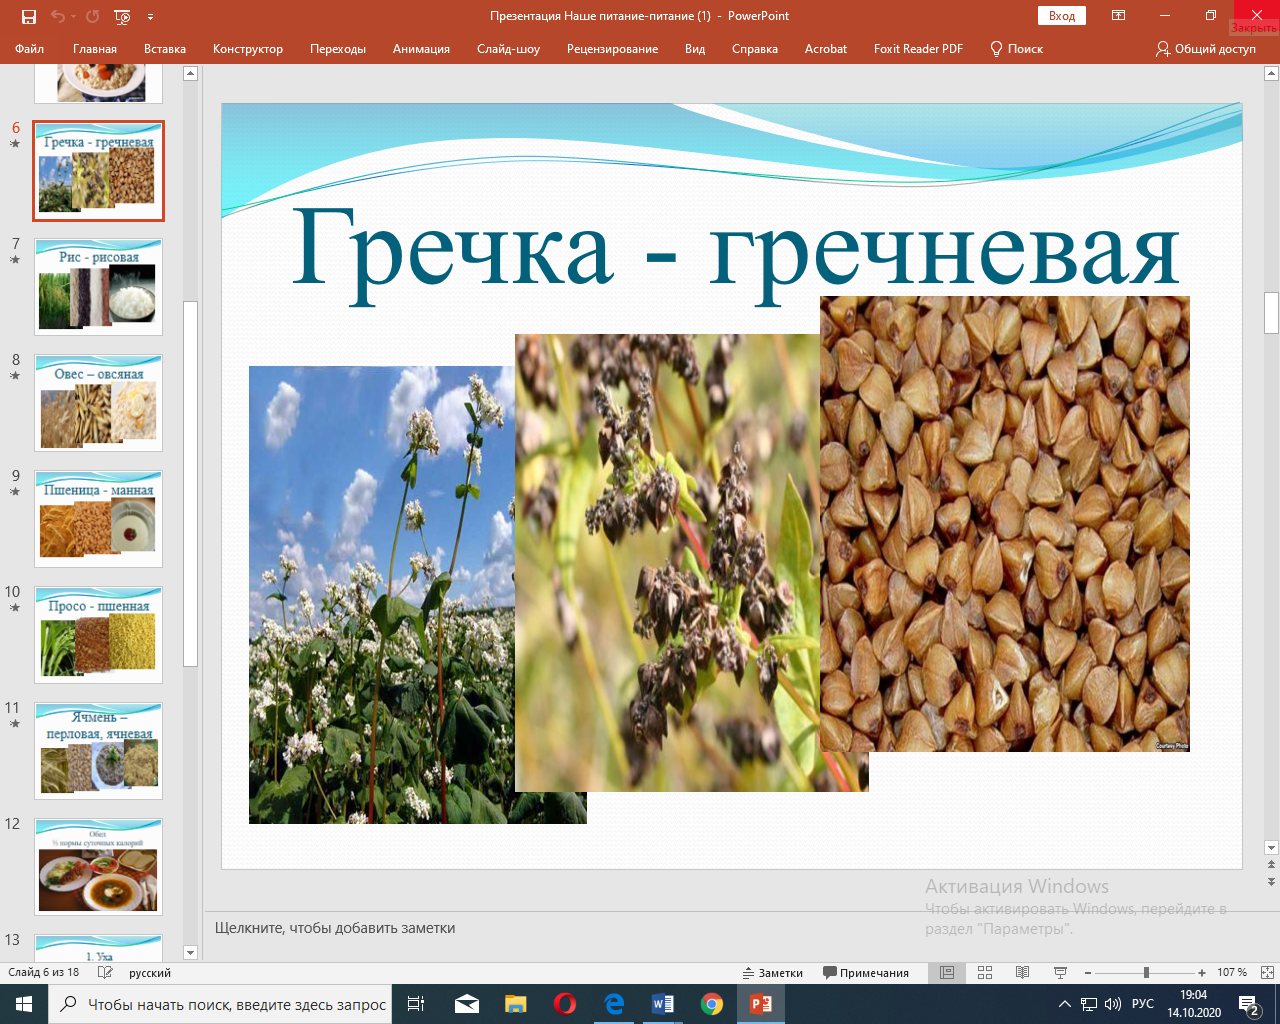 Презентация Наше питание-питание (1) - PowerPoint
Вход
Закрыть
Файл
Главная
Вставка
Конструктор
Переходы
Анимация
Слайд-шоу
Рецензирование
Вид
Справка
Acrobat
Foxit Reader PDF
Поиск
Общий доступ
6
Гречка - гречневая
7
Рис - рисовая
8
Овес – овсяная
9
Пшеница - манная
10
Просо - пшенная
11
Ячмень –
перловая, ячневая
12
Обед
13
1. Уха
Гречка - гречневая
Courtesy Photo
Активация Windows
Чтобы активировать Windows, перейдите в
раздел "Параметры".
Щелкните, чтобы добавить заметки
Слайд 6 из 18
русский
Заметки
Примечания
107 %
Чтобы начать поиск, введите здесь запрос
РУС
19:04
14.10.2020
2